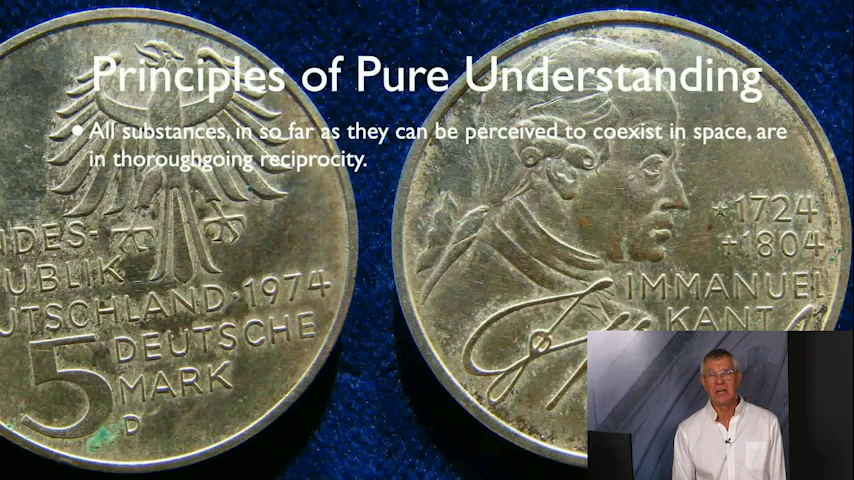 Principles of Pure Understanding
• All substances, in so far as they can be perceived to coexist in space, are
in thoroughgoing reciprocity.
NDES-
PUBLIK
UTSCHLAND·1974
5 DEUTSCHE
MARK
D
*1724
+1804
IMMANUEL
KANT